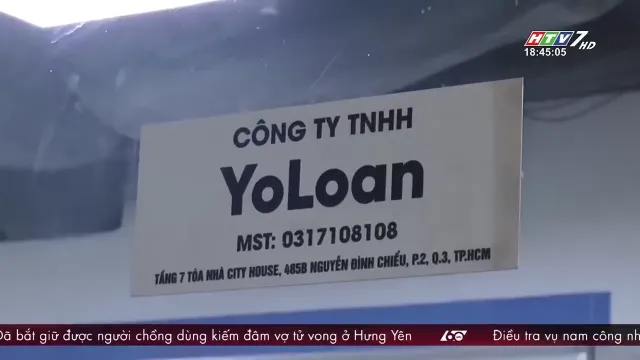 HTV7 HD
18:45:05
CÔNG TY TNHH
YoLoan
MST: 0317108108
TẦNG 7 TÒA NHÀ CITY HOUSE, 485B NGUYỄN ĐÌNH CHIỂU, P.2, Q.3, TP.HCM
Đã bắt giữ được người chồng dùng kiếm đâm vợ tử vong ở Hưng Yên 60 Điều tra vụ nam công nh